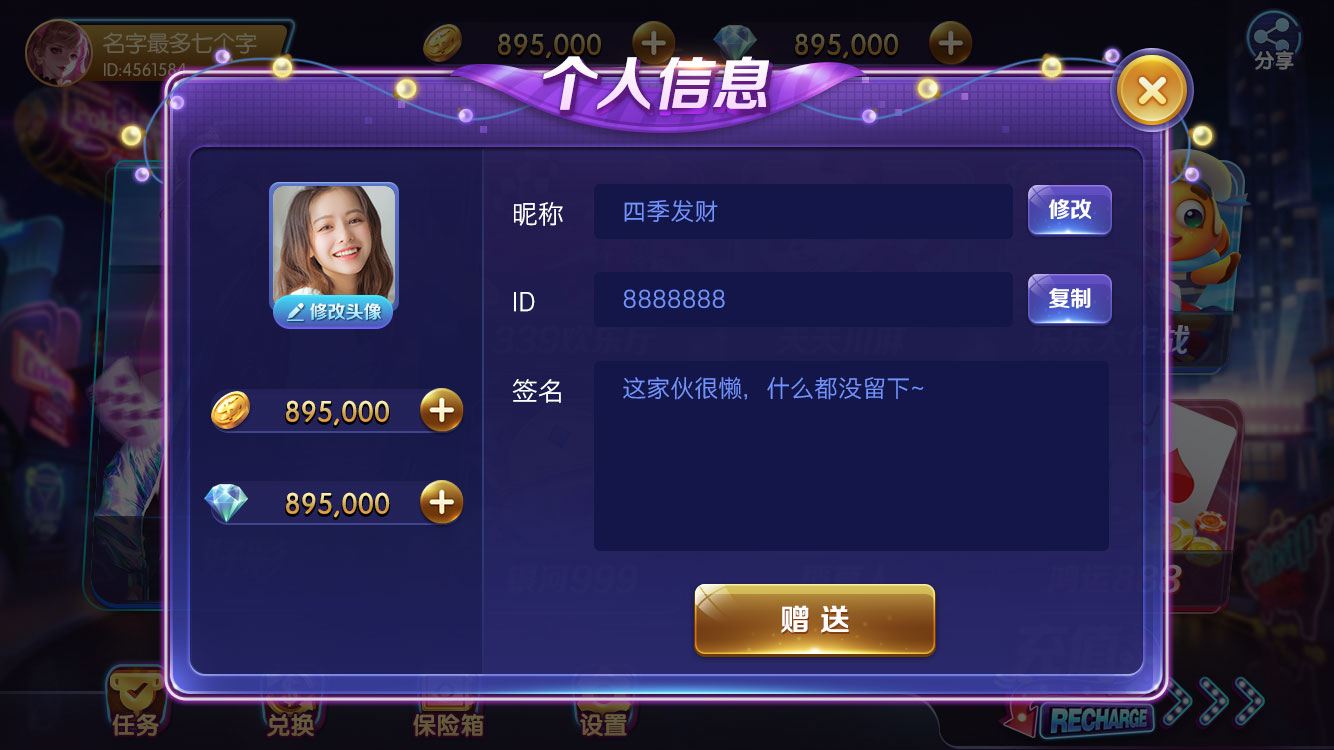 名字最多七个字
ID:4561584
895,000
895,000
分享
个人信息
修改头像
895,000
895,000
昵称
四季发财
修改
ID
8888888
复制
签名
这家伙很懒，什么都没留下~
赠 送
任务
兑换
保险箱
设置
RECHARGE